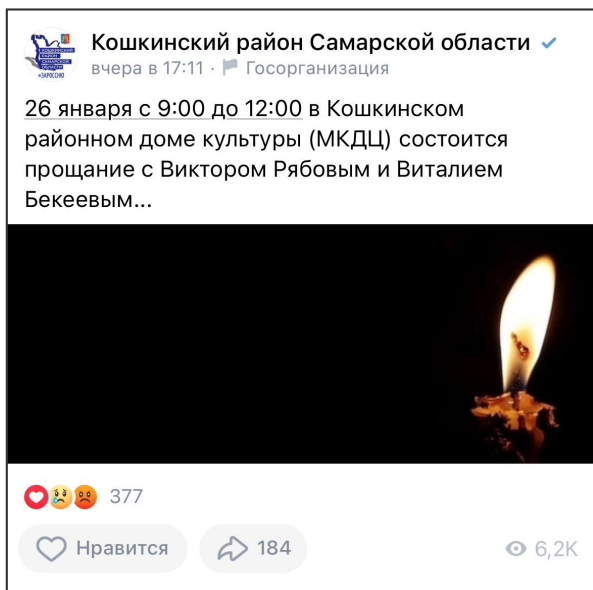 Кошкинский район Самарской области
вчера в 17:11 · Госорганизация
#ZAРОССИЮ
26 января с 9:00 до 12:00 в Кошкинском
районном доме культуры (МКДЦ) состоится
прощание с Виктором Рябовым и Виталием
Бекеевым...
377
Нравится
184
6,2K